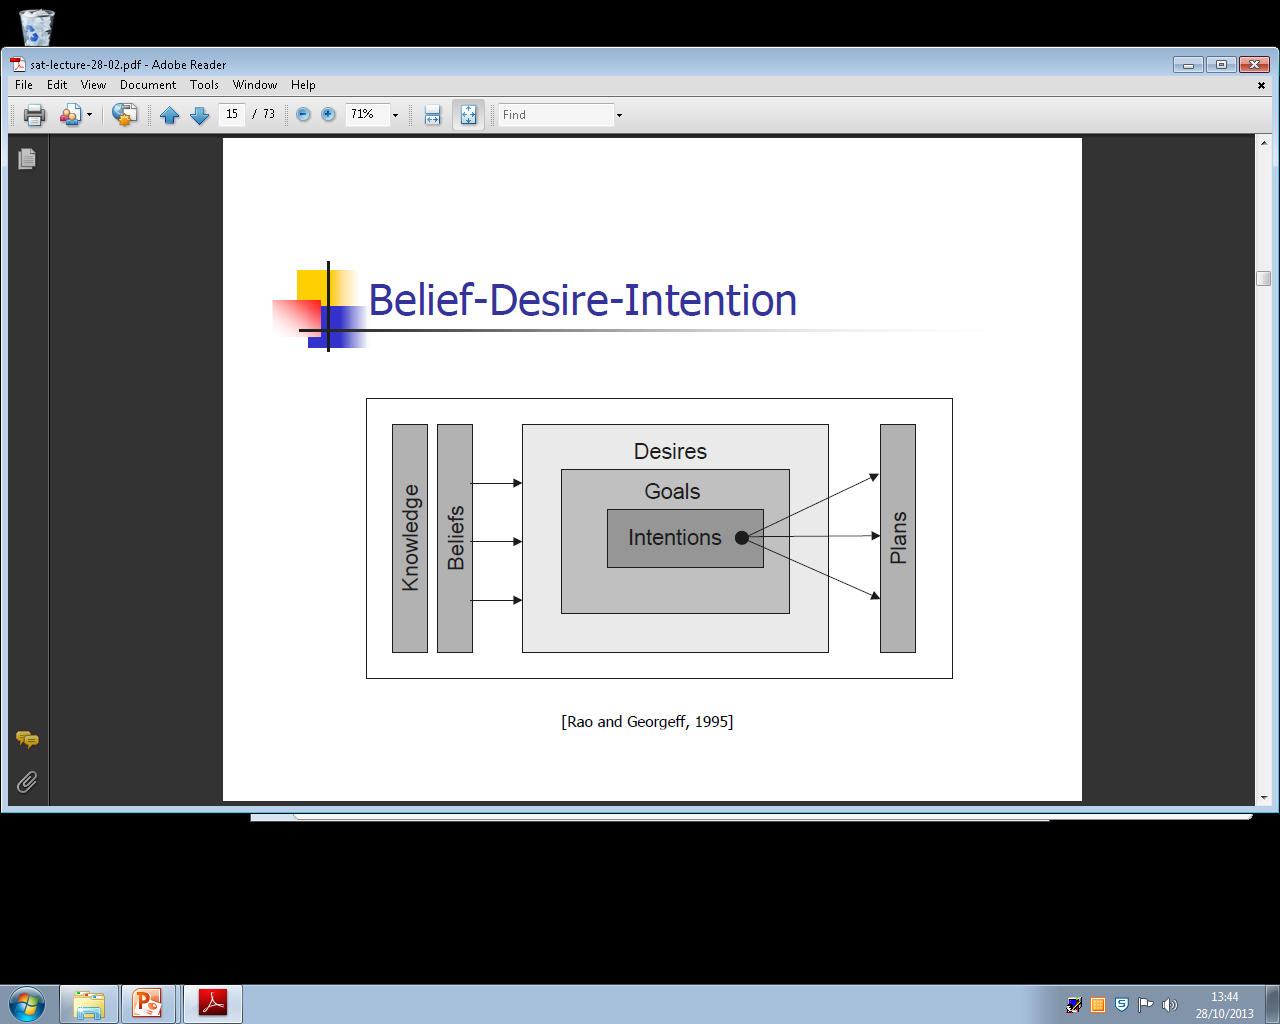 sat-lecture-28-02.pdf - Adobe Reader
File Edit View Document Tools Window Help
15 / 73 71% Find
Belief-Desire-Intention
Knowledge
Beliefs
Desires
Goals
Intentions
Plans
[Rao and Georgeff, 1995]
13:44
28/10/2013